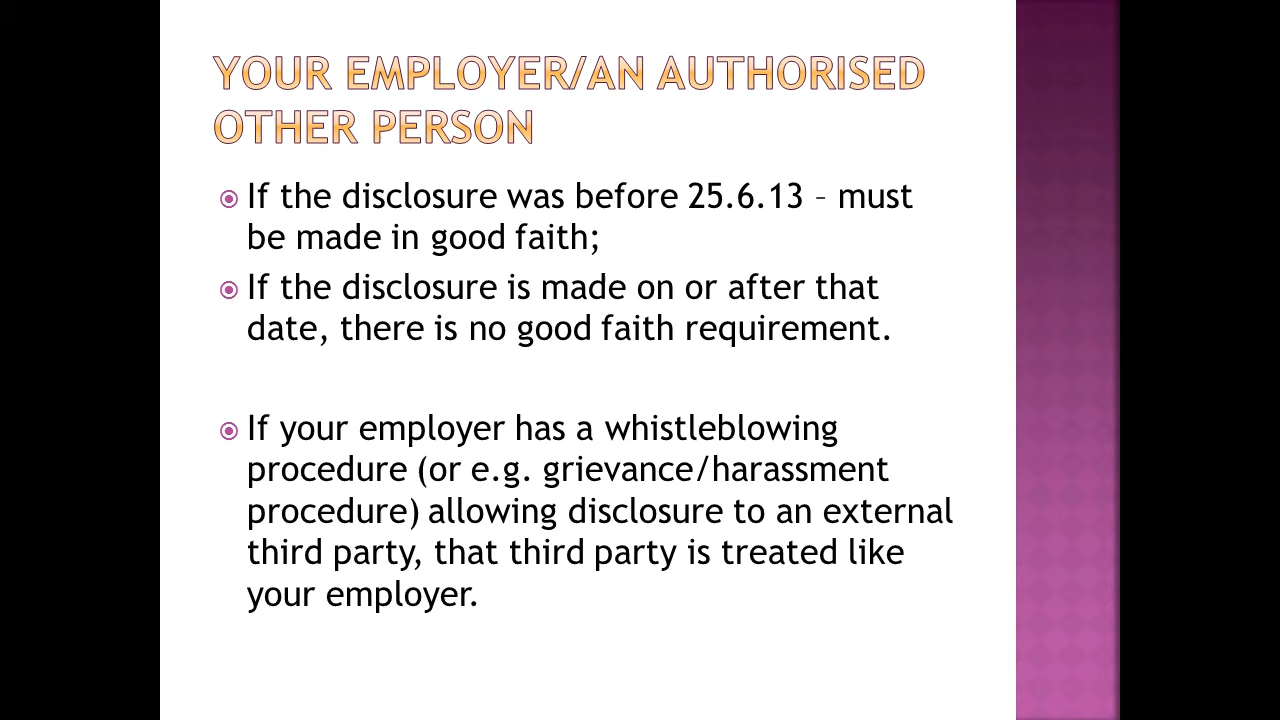 YOUR EMPLOYER/AN AUTHORISED
OTHER PERSON
If the disclosure was before 25.6.13 – must
be made in good faith;
If the disclosure is made on or after that
date, there is no good faith requirement.
If your employer has a whistleblowing
procedure (or e.g. grievance/harassment
procedure) allowing disclosure to an external
third party, that third party is treated like
your employer.